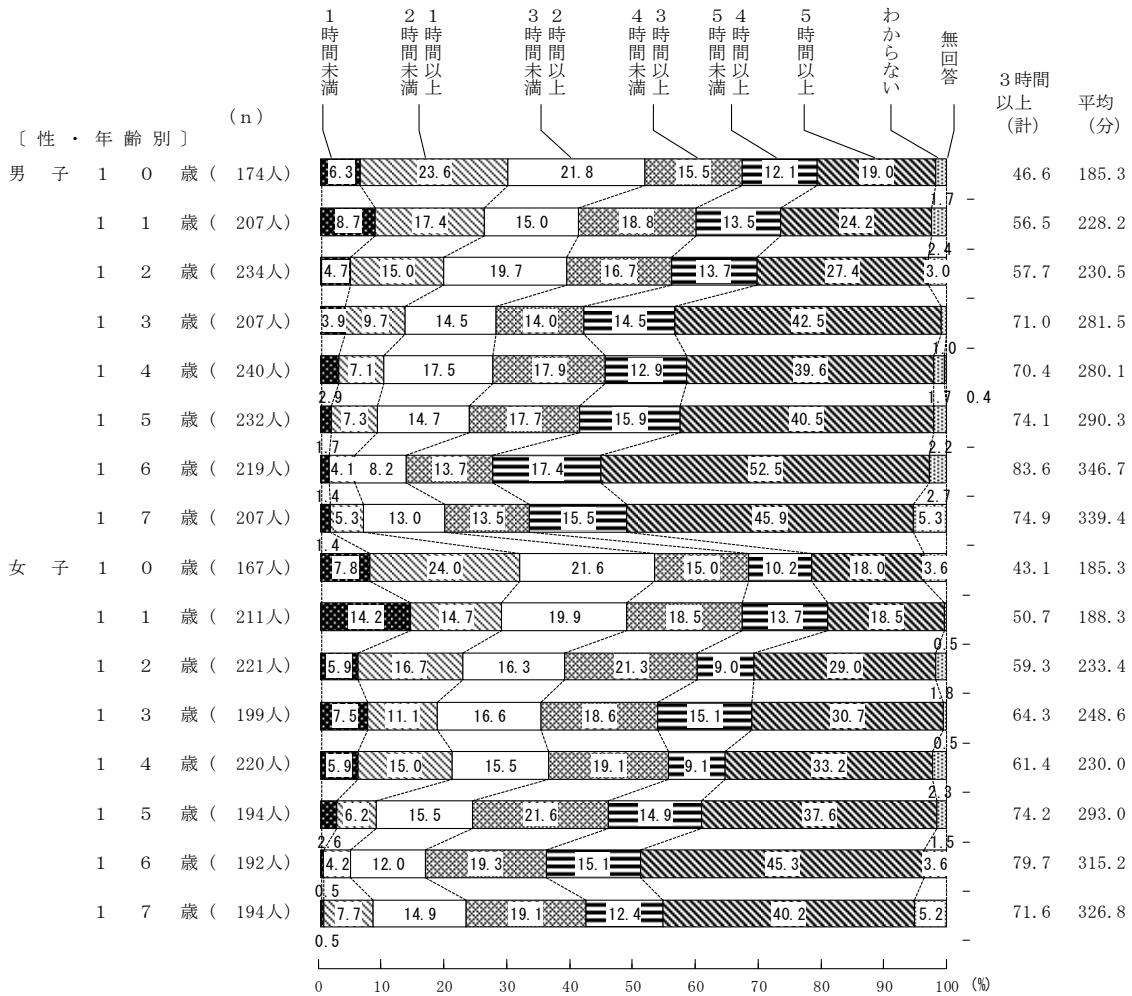 1時間未満
1時間以上
2時間未満
2時間以上
3時間未満
3時間以上
4時間未満
4時間以上
5時間未満
5時間以上
わからない
無回答
(n)
3時間以上(計)
平均(分)
〔性・年齢別〕
男子10歳(174人) 6.3 23.6 21.8 15.5 12.1 19.0 1.7 - 46.6 185.3
11歳(207人) 8.7 17.4 15.0 18.8 13.5 24.2 2.4 - 56.5 228.2
12歳(234人) 4.7 15.0 19.7 16.7 13.7 27.4 3.0 - 57.7 230.5
13歳(207人) 3.9 9.7 14.5 14.0 14.5 42.5 1.0 - 71.0 281.5
14歳(240人) 2.9 7.1 17.5 17.9 12.9 39.6 1.7 0.4 70.4 280.1
15歳(232人) 1.7 7.3 14.7 17.7 15.9 40.5 2.2 - 74.1 290.3
16歳(219人) 1.4 4.1 8.2 13.7 17.4 52.5 2.7 - 83.6 346.7
17歳(207人) 1.4 5.3 13.0 13.5 15.5 45.9 5.3 - 74.9 339.4
女子10歳(167人) 7.8 24.0 21.6 15.0 10.2 18.0 3.6 - 43.1 185.3
11歳(211人) 14.2 14.7 19.9 18.5 13.7 18.5 0.5 - 50.7 188.3
12歳(221人) 5.9 16.7 16.3 21.3 9.0 29.0 1.8 - 59.3 233.4
13歳(199人) 7.5 11.1 16.6 18.6 15.1 30.7 0.5 - 64.3 248.6
14歳(220人) 5.9 15.0 15.5 19.1 9.1 33.2 2.3 - 61.4 230.0
15歳(194人) 2.6 6.2 15.5 21.6 14.9 37.6 1.5 - 74.2 293.0
16歳(192人) 0.5 4.2 12.0 19.3 15.1 45.3 3.6 - 79.7 315.2
17歳(194人) 0.5 7.7 14.9 19.1 12.4 40.2 5.2 - 71.6 326.8
0 10 20 30 40 50 60 70 80 90 100 (%)